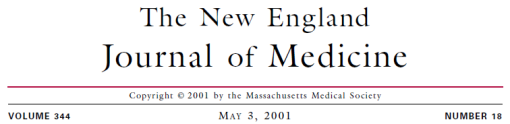 The New England
Journal of Medicine
Copyright © 2001 by the Massachusetts Medical Society
VOLUME 344 MAY 3, 2001 NUMBER 18